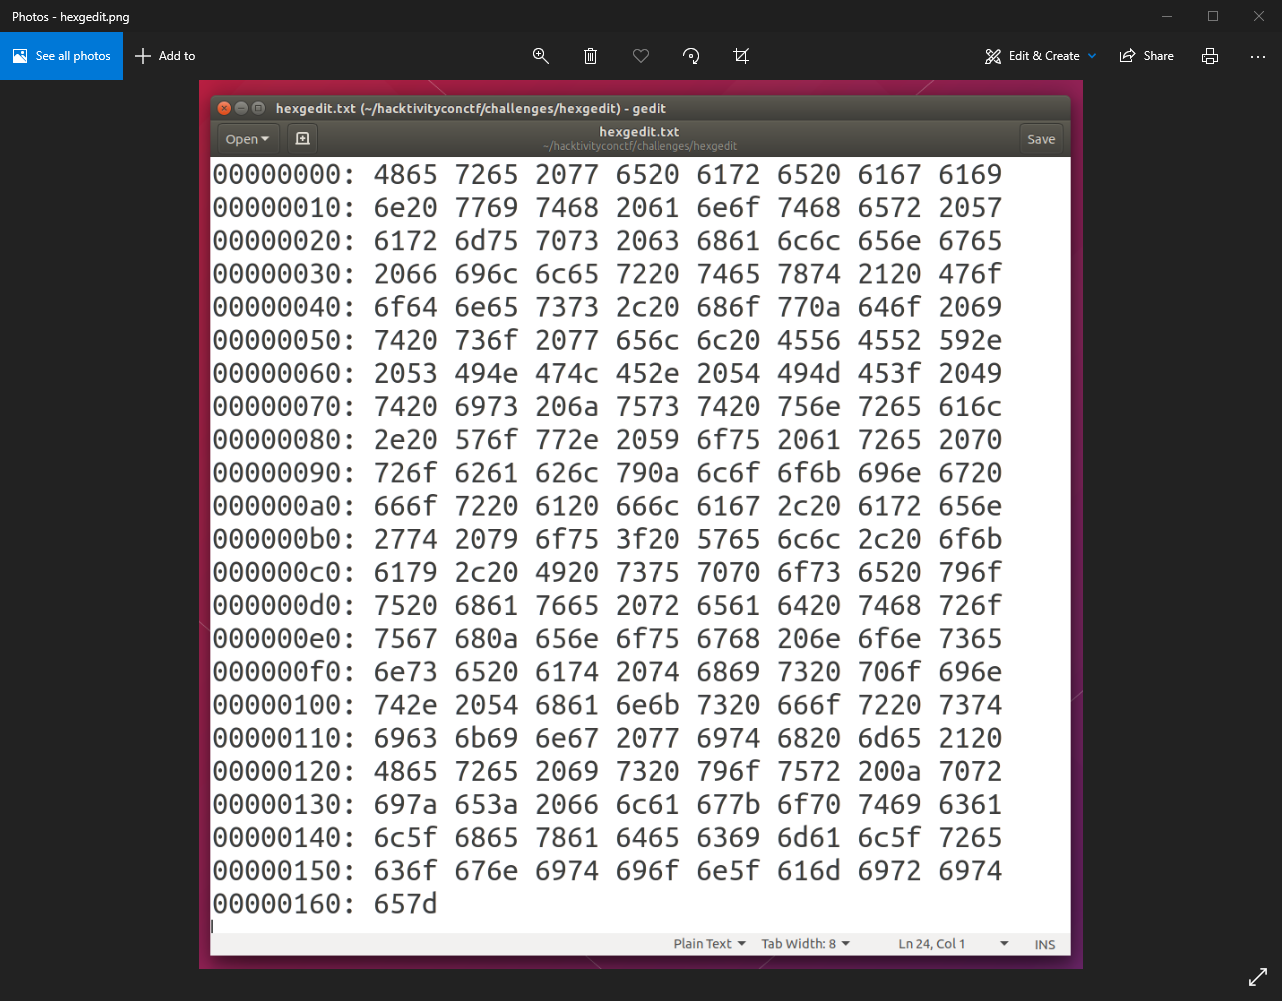 Photos - hexgedit.png
See all photos
Add to
Edit & Create
Share
hexgedit.txt (~/hacktivityconctf/challenges/hexgedit) - gedit
Open
hexgedit.txt
~/hacktivityconctf/challenges/hexgedit
Save
00000000: 4865 7265 2077 6520 6172 6520 6167 6169
00000010: 6e20 7769 7468 2061 6e6f 7468 6572 2057
00000020: 6172 6d75 7073 2063 6861 6c6c 656e 6765
00000030: 2066 696c 6c65 7220 7465 7874 2120 476f
00000040: 6f64 6e65 7373 2c20 686f 770a 646f 2069
00000050: 7420 736f 2077 656c 6c20 4556 4552 592e
00000060: 2053 494e 474c 452e 2054 494d 453f 2049
00000070: 7420 6973 206a 7573 7420 756e 7265 616c
00000080: 2e20 576f 772e 2059 6f75 2061 7265 2070
00000090: 726f 6261 626c 790a 6c6f 6f6b 696e 6720
000000a0: 666f 7220 6120 666c 6167 2c20 6172 656e
000000b0: 2774 2079 6f75 3f20 5765 6c6c 2c20 6f6b
000000c0: 6179 2c20 4920 7375 7070 6f73 6520 796f
000000d0: 7520 6861 7665 2072 6561 6420 7468 726f
000000e0: 7567 680a 656e 6f75 6768 206e 6f6e 7365
000000f0: 6e73 6520 6174 2074 6869 7320 706f 696e
00000100: 742e 2054 6861 6e6b 7320 666f 7220 7374
00000110: 6963 6b69 6e67 2077 6974 6820 6d65 2120
00000120: 4865 7265 2069 7320 796f 7572 200a 7072
00000130: 697a 653a 2066 6c61 677b 6f70 7469 6361
00000140: 6c5f 6865 7861 6465 6369 6d61 6c5f 7265
00000150: 636f 676e 6974 696f 6e5f 616d 6972 6974
00000160: 657d
Plain Text Tab Width: 8 Ln 24, Col 1 INS